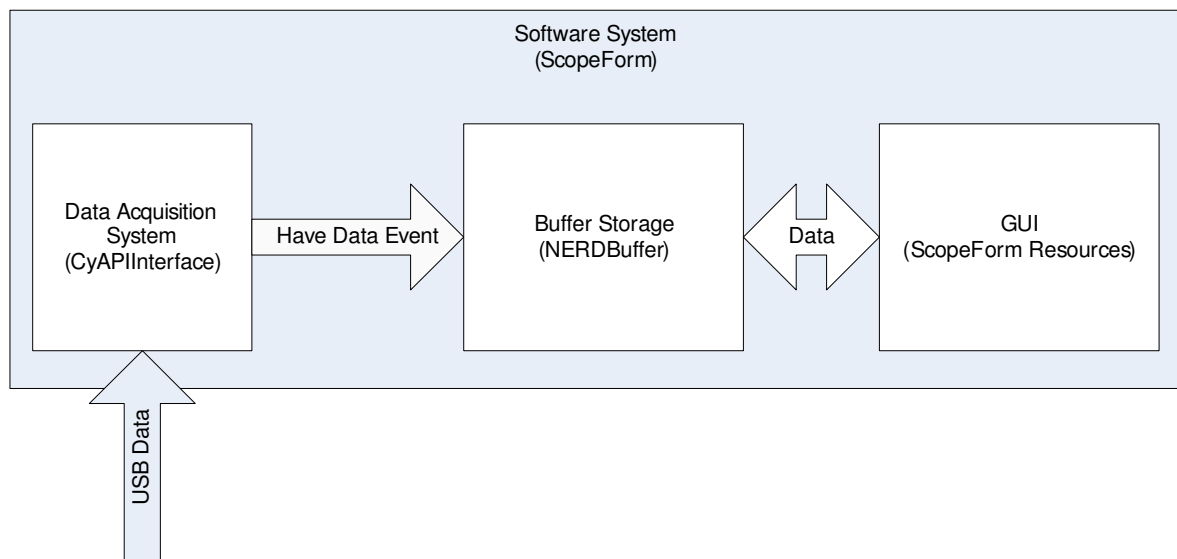 Software System
(ScopeForm)
Data Acquisition
System
(CyAPIInterface)
Have Data Event
Buffer Storage
(NERDBuffer)
Data
GUI
(ScopeForm Resources)
USB Data